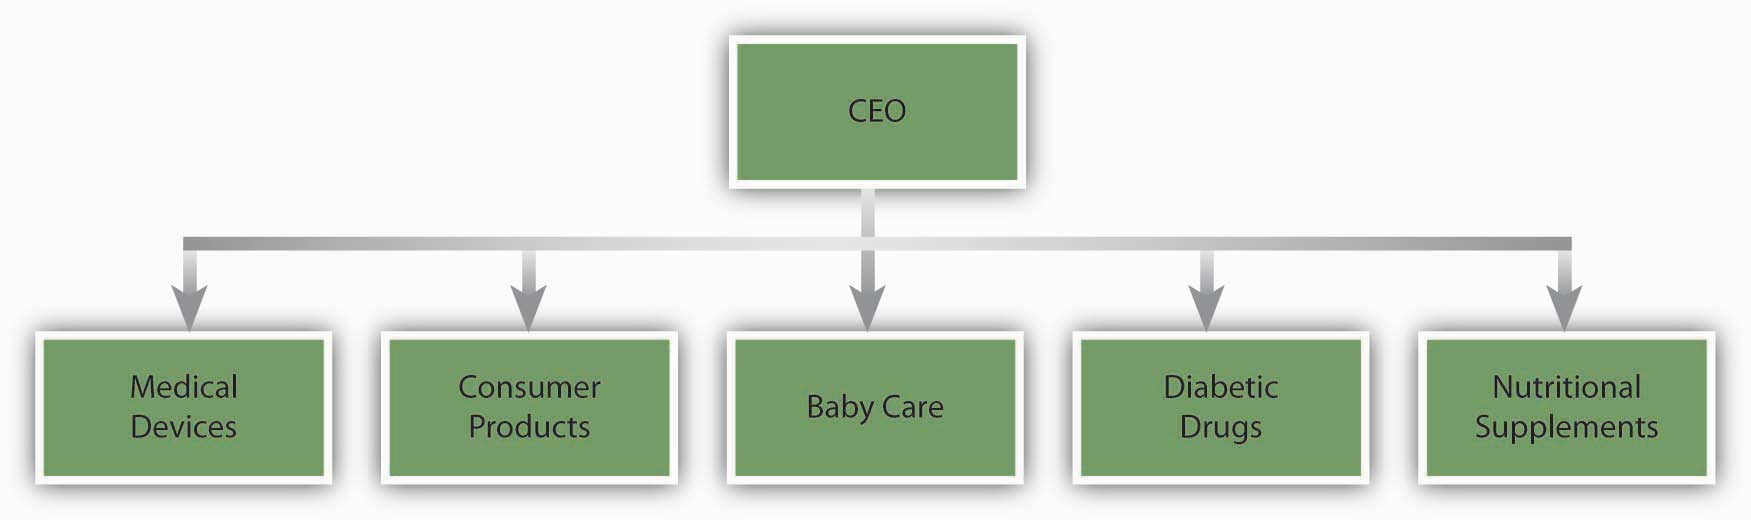 CEO
Medical
Devices
Consumer
Products
Baby Care
Diabetic
Drugs
Nutritional
Supplements